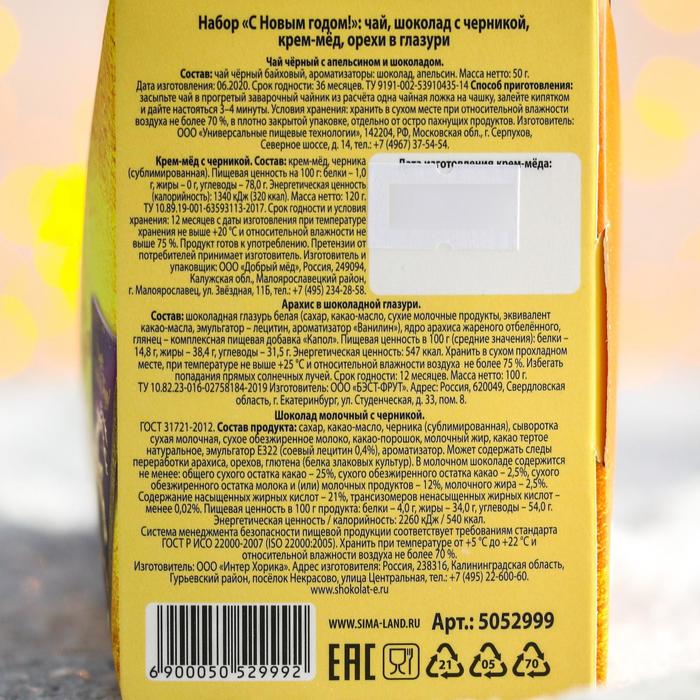 Набор «С Новым годом!»: чай, шоколад с черникой,
крем-мёд, орехи в глазури
Чай чёрный с апельсином и шоколадом.
Состав: чай чёрный байховый, ароматизаторы: шоколад, апельсин. Масса нетто: 50 г.
Дата изготовления: 06.2020. Срок годности: 36 месяцев. ТУ 9191-002-53910435-14 Способ приготовления:
засыпьте чай в прогретый заварочный чайник из расчёта одна чайная ложка на чашку, залейте кипятком
и дайте настояться 3–4 минуты. Условия хранения: хранить в сухом месте при относительной влажности
воздуха не более 70 %, в плотно закрытой упаковке, отдельно от остро пахнущих продуктов. Изготовитель:
ООО «Универсальные пищевые технологии», 142204, РФ, Московская обл., г. Серпухов,
Северное шоссе, д. 14, тел.: +7 (4967) 37-54-54.
Крем-мёд с черникой. Состав: крем-мёд, черника
(сублимированная). Пищевая ценность на 100 г: белки – 1,0
г, жиры – 0 г, углеводы – 78,0 г. Энергетическая ценность
(калорийность): 1340 кДж (320 ккал). Масса нетто: 120 г.
ТУ 10.89.19-001-63593113-2017. Срок годности и условия
хранения: 12 месяцев с даты изготовления при температуре
хранения не выше +20 °С и относительной влажности не
выше 75 %. Продукт готов к употреблению. Претензии от
потребителей принимает изготовитель. Изготовитель и
упаковщик: ООО «Добрый мёд», Россия, 249094,
Калужская обл., Малоярославецкий район,
г. Малоярославец, ул. Звёздная, 11Б, тел.: +7 (495) 234-28-58.
Дата изготовления крем-мёда:
Арахис в шоколадной глазури.
Состав: шоколадная глазурь белая (сахар, какао-масло, сухие молочные продукты, эквивалент
какао-масла, эмульгатор – лецитин, ароматизатор «Ванилин»), ядро арахиса жареного отбелённого,
глянец – комплексная пищевая добавка «Капол». Пищевая ценность в 100 г (средние значения): белки –
14,8 г, жиры – 38,4 г, углеводы – 31,5 г. Энергетическая ценность: 547 ккал. Хранить в сухом прохладном
месте, при температуре не выше +25 °С и относительной влажности воздуха не более 75 %. Избегать
попадания прямых солнечных лучей. Срок годности: 12 месяцев. Масса нетто: 100 г.
ТУ 10.82.23-016-02758184-2019 Изготовитель: ООО «БЭСТ-ФРУТ». Адрес: Россия, 620049, Свердловская
область, г. Екатеринбург, ул. Студенческая, д. 33, пом. 8.
Шоколад молочный с черникой.
ГОСТ 31721-2012. Состав продукта: сахар, какао-масло, черника (сублимированная), сыворотка
сухая молочная, сухое обезжиренное молоко, какао-порошок, молочный жир, какао тертое
натуральное, эмульгатор Е322 (соевый лецитин 0,4%), ароматизатор. Может содержать следы
переработки арахиса, орехов, глютена (белка злаковых культур). В молочном шоколаде содержится
не менее: общего сухого остатка какао – 25%, сухого обезжиренного остатка какао – 2,5%, сухого
обезжиренного остатка молока и (или) молочных продуктов – 12%, молочного жира – 2,5%.
Содержание насыщенных жирных кислот – 21%, трансизомеров ненасыщенных жирных кислот –
менее 0,02%. Пищевая ценность в 100 г продукта: белки – 4,0 г, жиры – 34,0 г, углеводы – 54,0 г.
Энергетическая ценность / калорийность: 2260 кДж / 540 ккал.
Система менеджмента безопасности пищевой продукции соответствует требованиям стандарта
ГОСТ Р ИСО 22000-2007 (ISO 22000:2005). Хранить при температуре от +5 °С до +22 °С и
относительной влажности воздуха не более 70 %.
Изготовитель: ООО «Интер Хорика». Адрес изготовителя: Россия, 238316, Калининградская область,
Гурьевский район, посёлок Некрасово, улица Центральная, тел.: +7 (495) 22-600-60.
www.shokolat-e.ru
WWW.SIMA-LAND.RU Арт.: 5052999
6 900050 529992
EAC 21 05 70